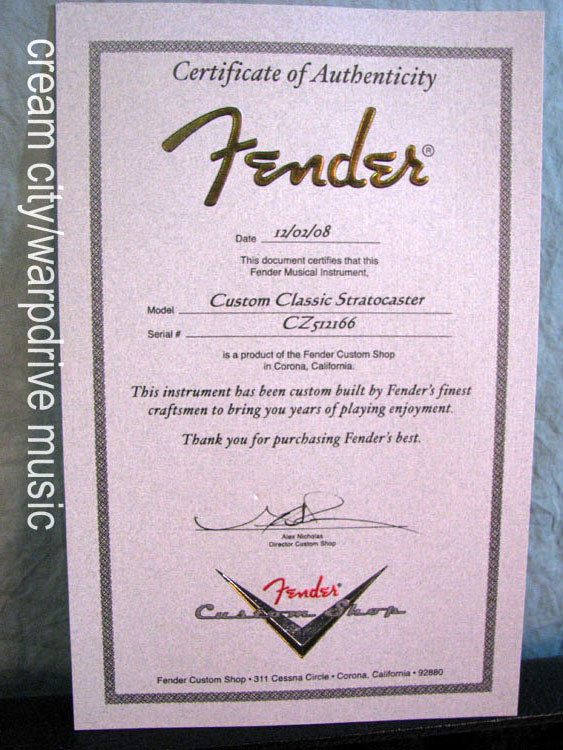 cream city/warpdrive music
Certificate of Authenticity
Fender®
Date 12/02/08
This document certifies that this
Fender Musical Instrument,
Model Custom Classic Stratocaster
Serial # CZ512166
is a product of the Fender Custom Shop
in Corona, California.
This instrument has been custom built by Fender's finest
craftsmen to bring you years of playing enjoyment.
Thank you for purchasing Fender's best.
Alex Nicholas
Director Custom Shop
Fender®
Custom Shop
Fender Custom Shop • 311 Cessna Circle • Corona, California • 92880